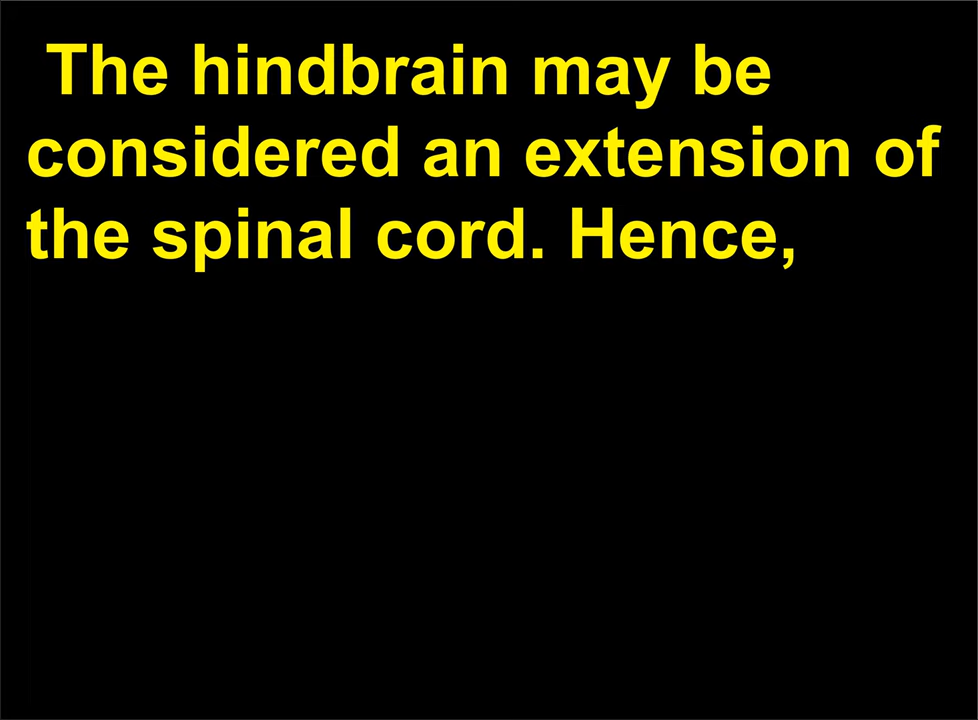 The hindbrain may be
considered an extension of
the spinal cord. Hence,